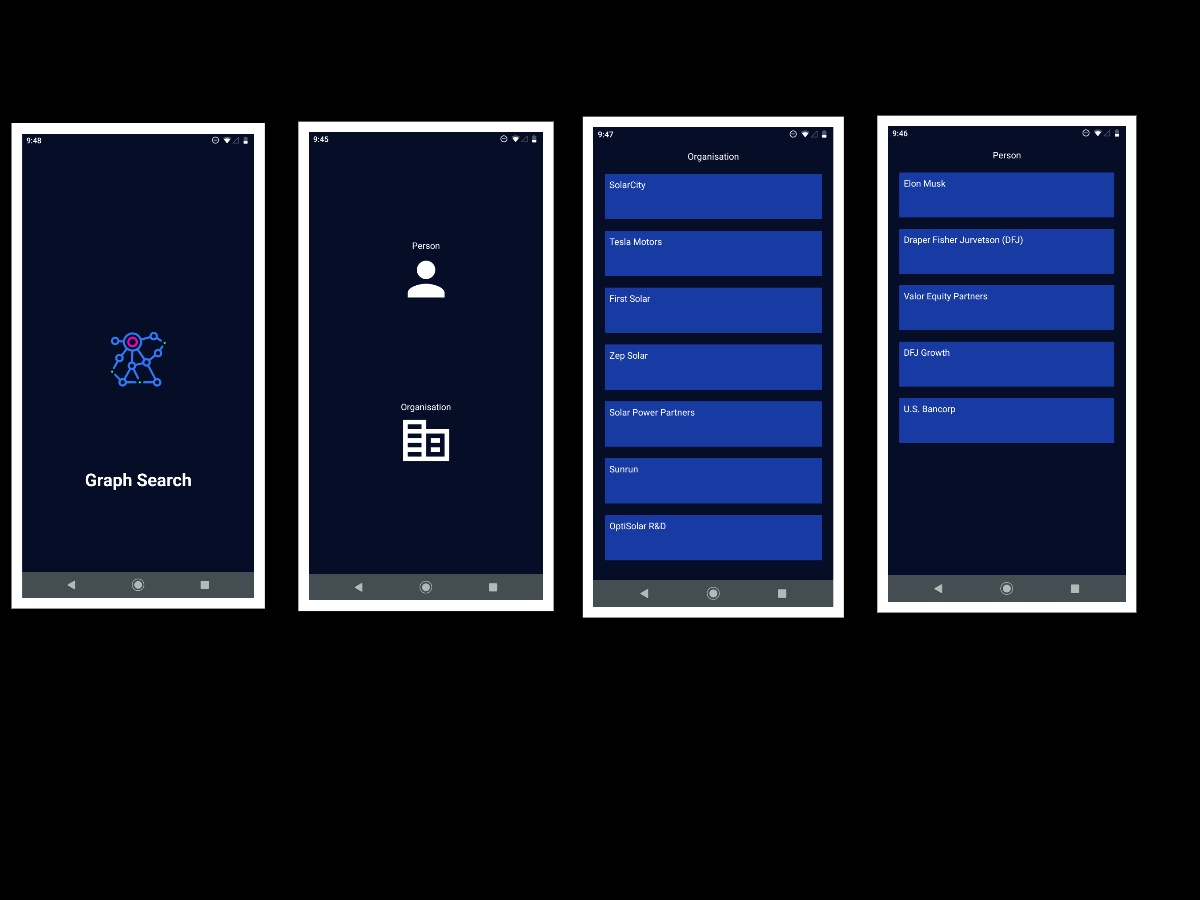 9:48
Graph Search
9:45
Person
Organisation
9:47
Organisation
SolarCity
Tesla Motors
First Solar
Zep Solar
Solar Power Partners
Sunrun
OptiSolar R&D
9:46
Person
Elon Musk
Draper Fisher Jurvetson (DFJ)
Valor Equity Partners
DFJ Growth
U.S. Bancorp